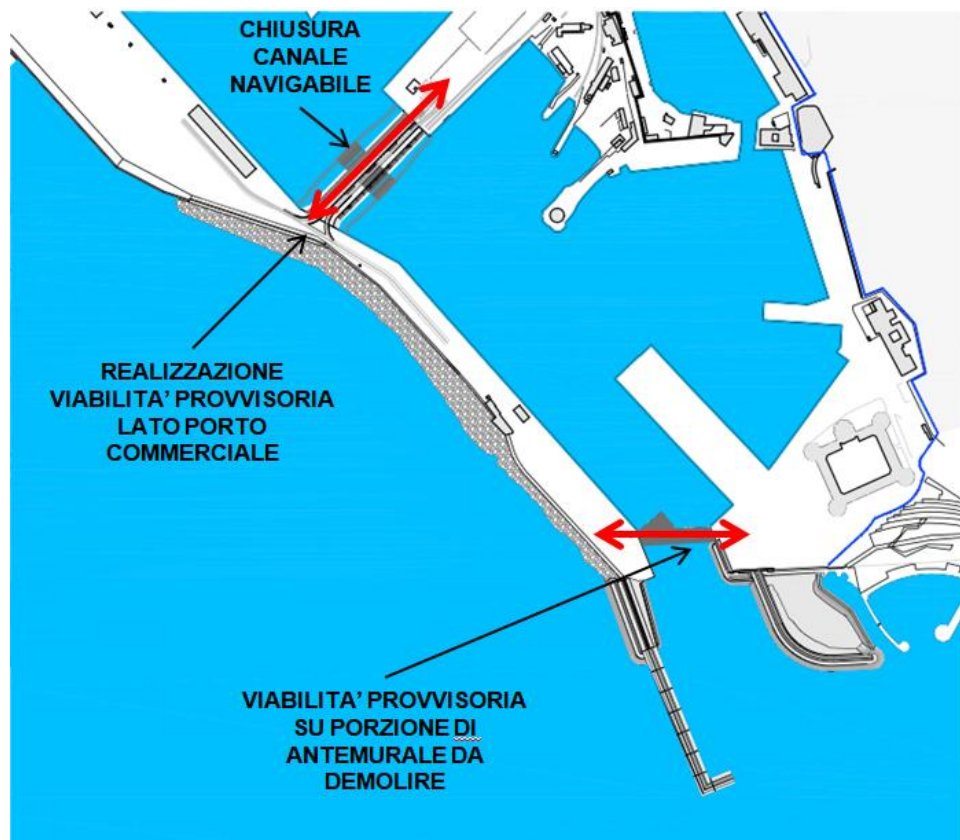 CHIUSURA
CANALE
NAVIGABILE
REALIZZAZIONE
VIABILITA’ PROVVISORIA
LATO PORTO
COMMERCIALE
VIABILITA’ PROVVISORIA
SU PORZIONE DI
ANTEMURALE DA
DEMOLIRE